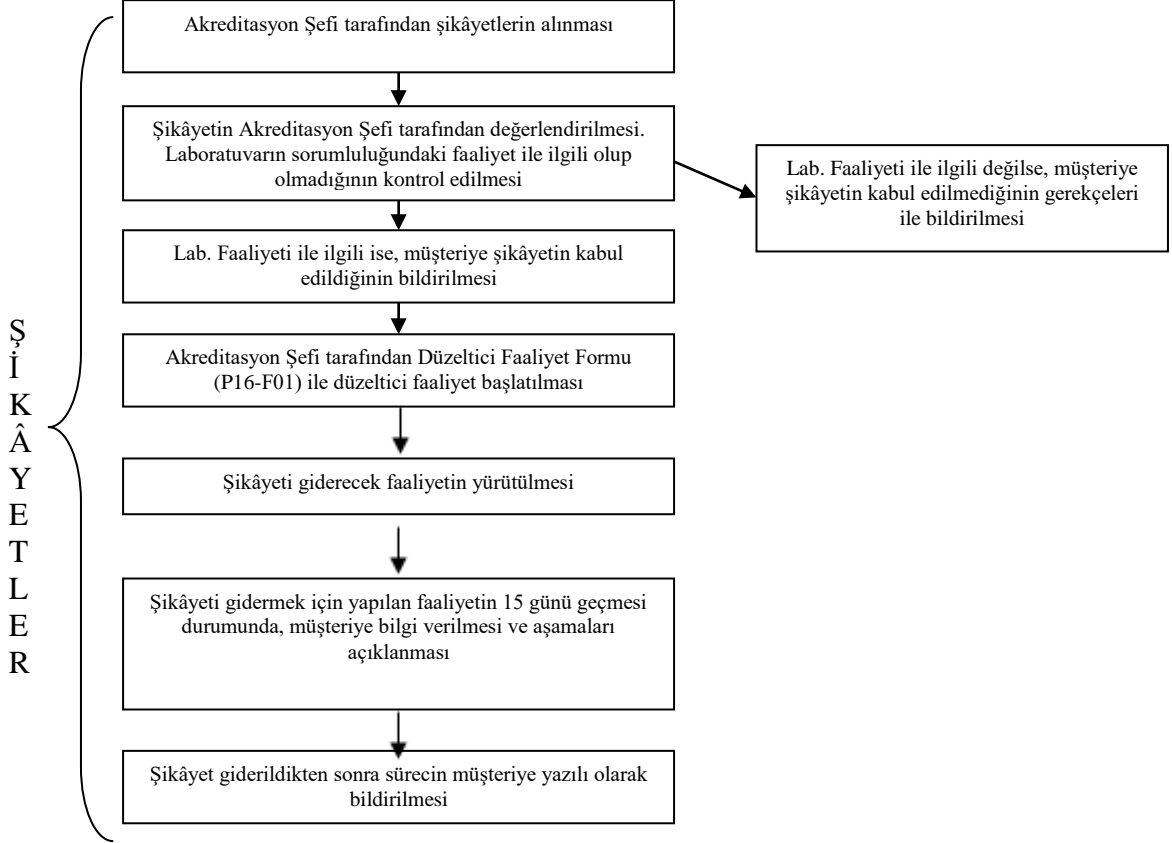 Akreditasyon Şefi tarafından şikâyetlerin alınması
Şikâyetin Akreditasyon Şefi tarafından değerlendirilmesi.
Laboratuvarın sorumluluğundaki faaliyet ile ilgili olup
olmadığının kontrol edilmesi
Lab. Faaliyeti ile ilgili değilse, müşteriye
şikâyetin kabul edilmediğinin gerekçeleri
ile bildirilmesi
Lab. Faaliyeti ile ilgili ise, müşteriye şikâyetin kabul
edildiğinin bildirilmesi
Akreditasyon Şefi tarafından Düzeltici Faaliyet Formu
(P16-F01) ile düzeltici faaliyet başlatılması
Şikâyeti giderecek faaliyetin yürütülmesi
Şikâyeti gidermek için yapılan faaliyetin 15 günü geçmesi
durumunda, müşteriye bilgi verilmesi ve aşamaları
açıklanması
Şikâyet giderildikten sonra sürecin müşteriye yazılı olarak
bildirilmesi
ŞİKÂYETLER